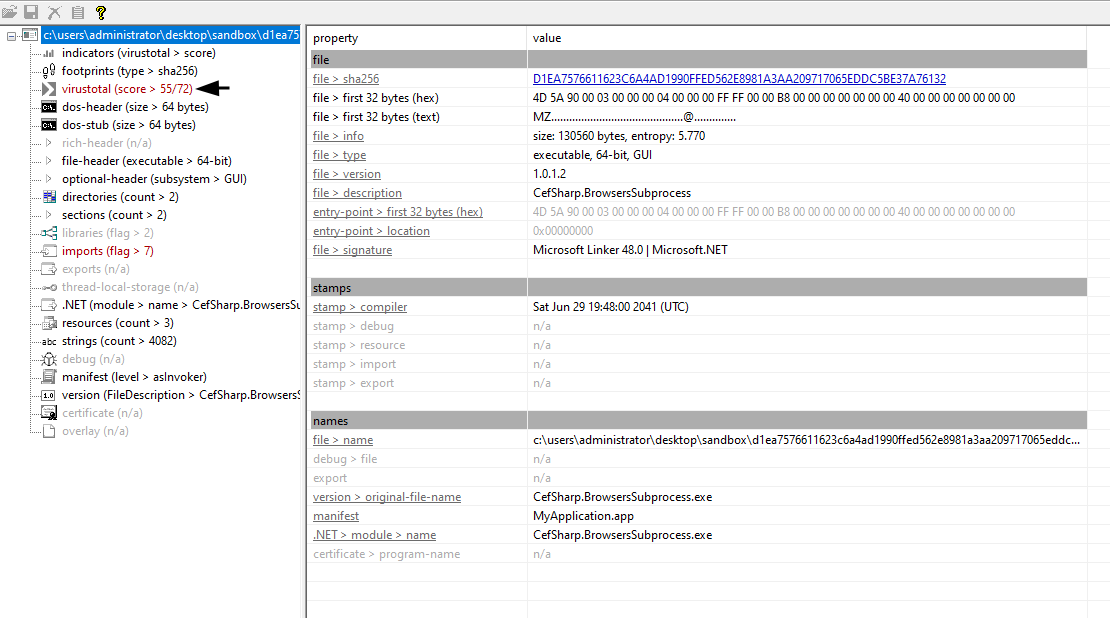 c:\users\administrator\desktop\sandbox\d1ea75
indicators (virustotal > score)
footprints (type > sha256)
virustotal (score > 55/72)
dos-header (size > 64 bytes)
dos-stub (size > 64 bytes)
rich-header (n/a)
file-header (executable > 64-bit)
optional-header (subsystem > GUI)
directories (count > 2)
sections (count > 2)
libraries (flag > 2)
imports (flag > 7)
exports (n/a)
thread-local-storage (n/a)
.NET (module > name > CefSharp.BrowsersSu
resources (count > 3)
abc strings (count > 4082)
debug (n/a)
manifest (level > asInvoker)
1.0 version (FileDescription > CefSharp.BrowsersS
certificate (n/a)
overlay (n/a)
property value
file
file > sha256 D1EA7576611623C6A4AD1990FFED562E8981A3AA209717065EDDC5BE37A76132
file > first 32 bytes (hex) 4D 5A 90 00 03 00 00 00 04 00 00 00 FF FF 00 00 B8 00 00 00 00 00 00 00 40 00 00 00 00 00 00 00
file > first 32 bytes (text) MZ..........................................@.............
file > info size: 130560 bytes, entropy: 5.770
file > type executable, 64-bit, GUI
file > version 1.0.1.2
file > description CefSharp.BrowsersSubprocess
entry-point > first 32 bytes (hex) 4D 5A 90 00 03 00 00 00 04 00 00 00 FF FF 00 00 B8 00 00 00 00 00 00 00 40 00 00 00 00 00 00 00
entry-point > location 0x00000000
file > signature Microsoft Linker 48.0 | Microsoft.NET
stamps
stamp > compiler Sat Jun 29 19:48:00 2041 (UTC)
stamp > debug n/a
stamp > resource n/a
stamp > import n/a
stamp > export n/a
names
file > name c:\users\administrator\desktop\sandbox\d1ea7576611623c6a4ad1990ffed562e8981a3aa209717065eddc...
debug > file n/a
export n/a
version > original-file-name CefSharp.BrowsersSubprocess.exe
manifest MyApplication.app
.NET > module > name CefSharp.BrowsersSubprocess.exe
certificate > program-name n/a